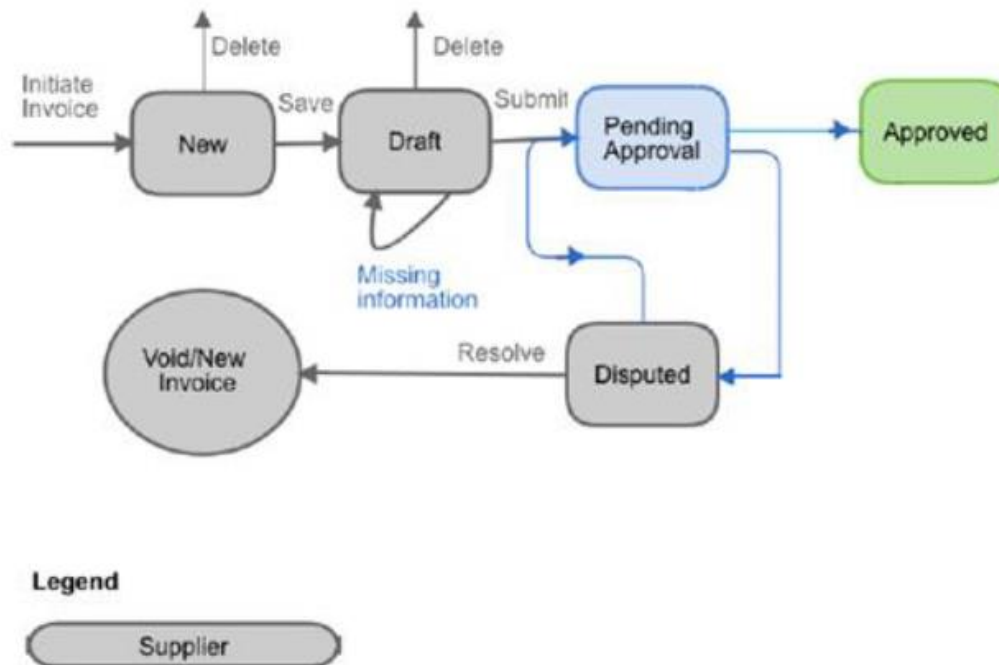 Delete
Delete
Initiate
Invoice
Save
Submit
New
Draft
Pending
Approval
Approved
Missing
information
Void/New
Invoice
Resolve
Disputed
Legend
Supplier